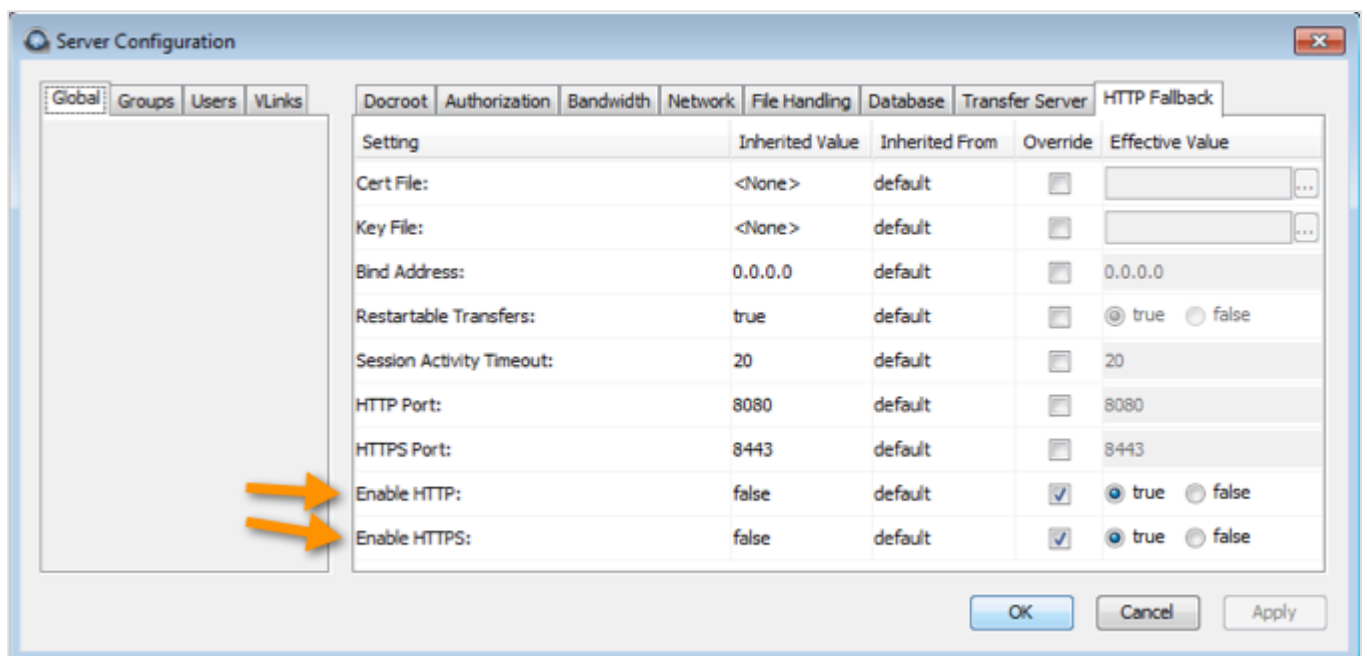 Server Configuration
Global Groups Users VLinks
Docroot Authorization Bandwidth Network File Handling Database Transfer Server HTTP Fallback
Setting Inherited Value Inherited From Override Effective Value
Cert File: <None> default ...
Key File: <None> default ...
Bind Address: 0.0.0.0 default 0.0.0.0
Restartable Transfers: true default true false
Session Activity Timeout: 20 default 20
HTTP Port: 8080 default 8080
HTTPS Port: 8443 default 8443
Enable HTTP: false default true false
Enable HTTPS: false default true false
OK Cancel Apply